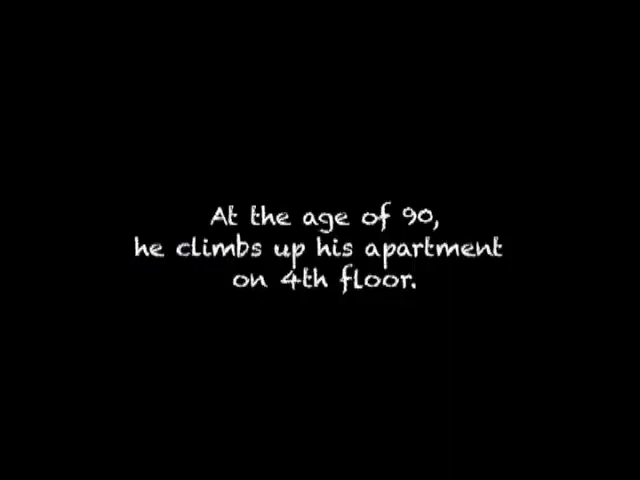 At the age of 90,
he climbs up his apartment
on 4th floor.